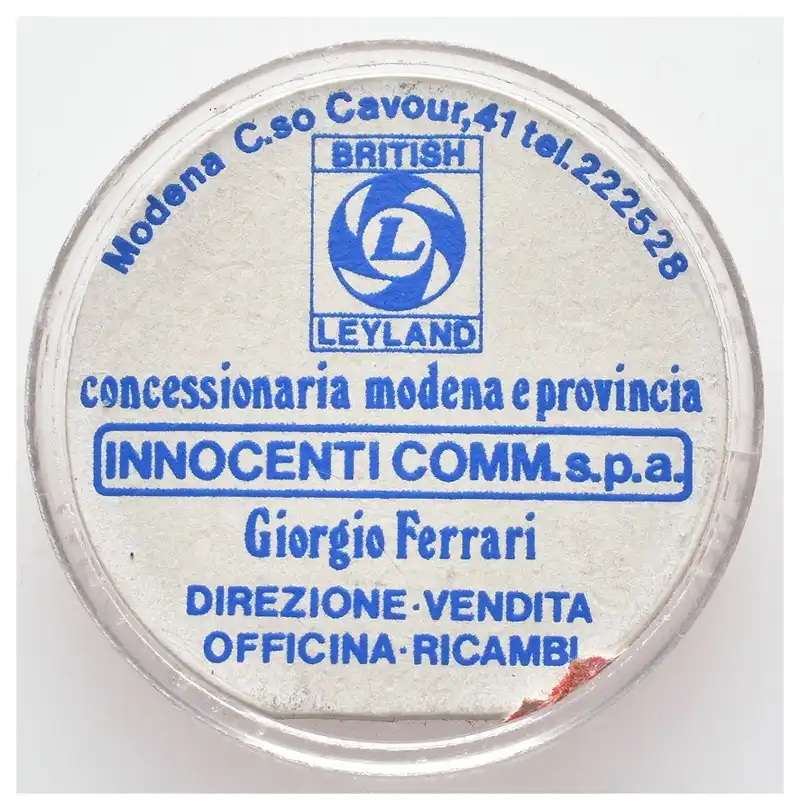 Modena C.so Cavour,41 tel.222528
BRITISH
L
LEYLAND
concessionaria modena e provincia
INNOCENTI COMM.s.p.a.
Giorgio Ferrari
DIREZIONE·VENDITA
OFFICINA·RICAMBI